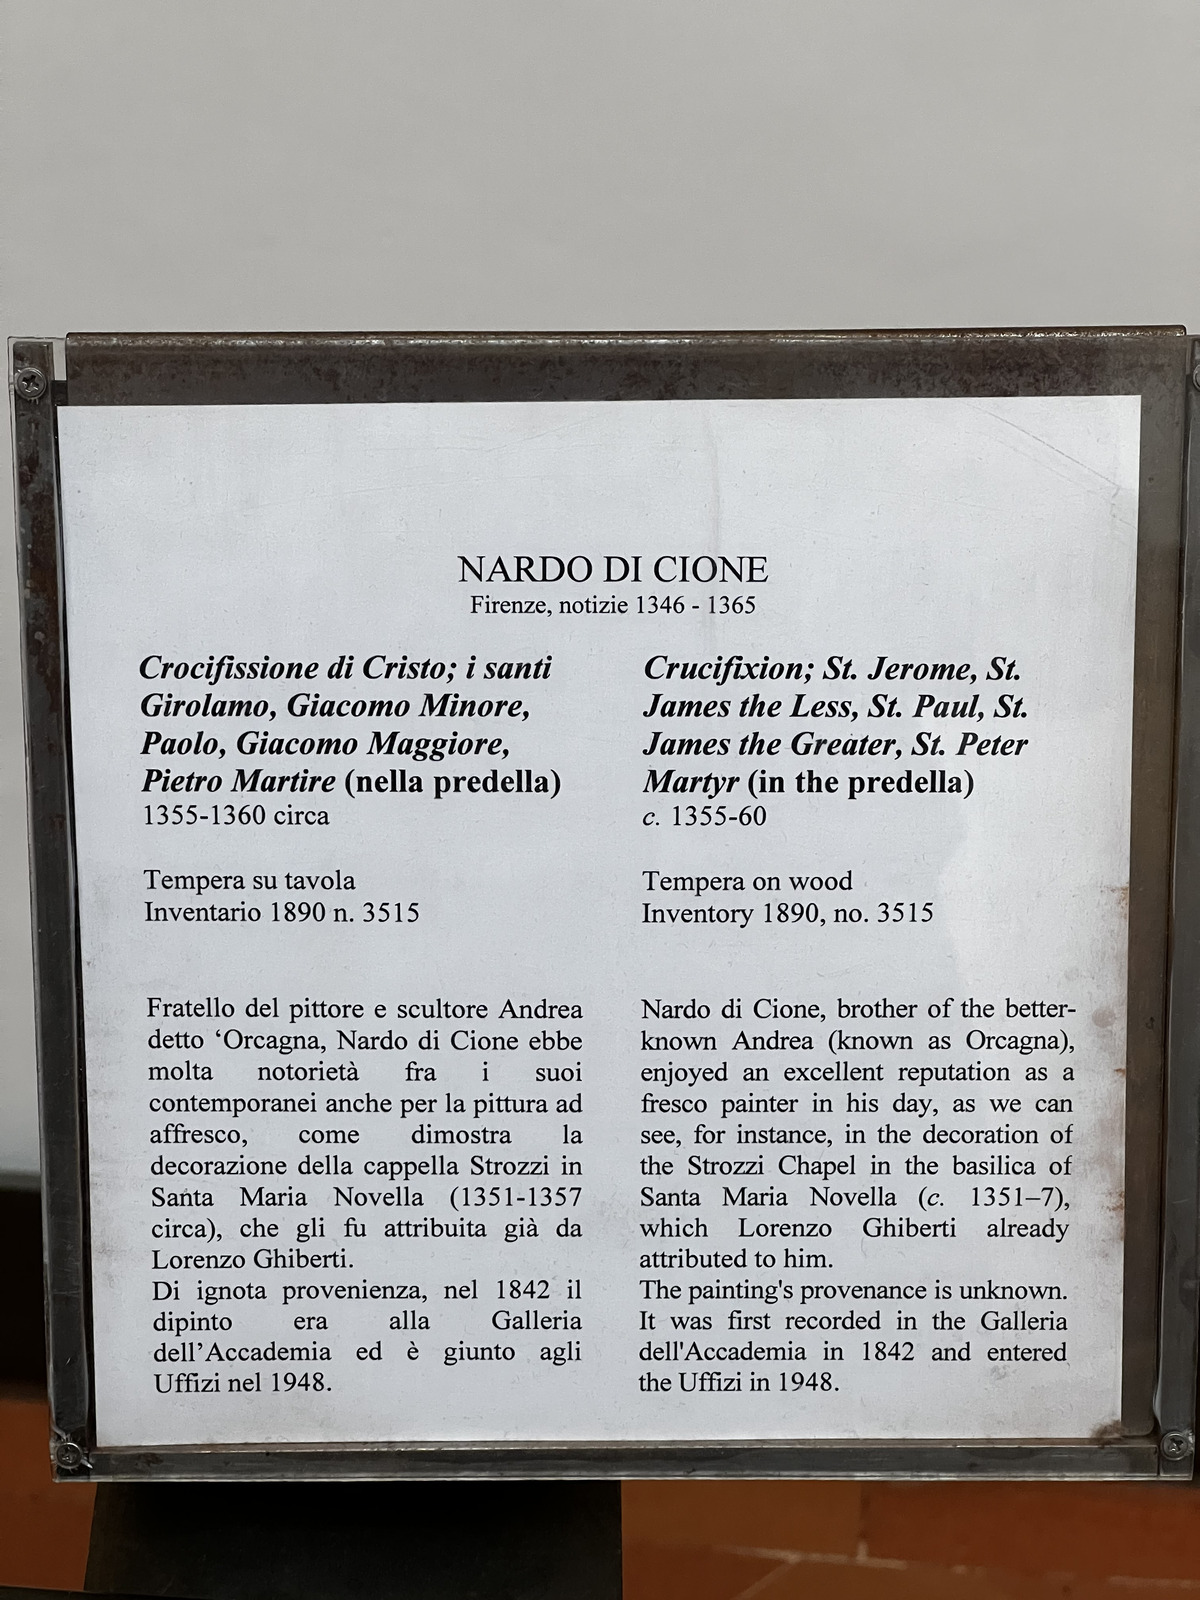 NARDO DI CIONE
Firenze, notizie 1346 - 1365
Crocifissione di Cristo; i santi
Girolamo, Giacomo Minore,
Paolo, Giacomo Maggiore,
Pietro Martire (nella predella)
1355-1360 circa
Tempera su tavola
Inventario 1890 n. 3515
Fratello del pittore e scultore Andrea
detto ‘Orcagna, Nardo di Cione ebbe
molta notorietà fra i suoi
contemporanei anche per la pittura ad
affresco, come dimostra la
decorazione della cappella Strozzi in
Santa Maria Novella (1351-1357
circa), che gli fu attribuita già da
Lorenzo Ghiberti.
Di ignota provenienza, nel 1842 il
dipinto era alla Galleria
dell’Accademia ed è giunto agli
Uffizi nel 1948.
Crucifixion; St. Jerome, St.
James the Less, St. Paul, St.
James the Greater, St. Peter
Martyr (in the predella)
c. 1355-60
Tempera on wood
Inventory 1890, no. 3515
Nardo di Cione, brother of the better-
known Andrea (known as Orcagna),
enjoyed an excellent reputation as a
fresco painter in his day, as we can
see, for instance, in the decoration of
the Strozzi Chapel in the basilica of
Santa Maria Novella (c. 1351–7),
which Lorenzo Ghiberti already
attributed to him.
The painting's provenance is unknown.
It was first recorded in the Galleria
dell'Accademia in 1842 and entered
the Uffizi in 1948.